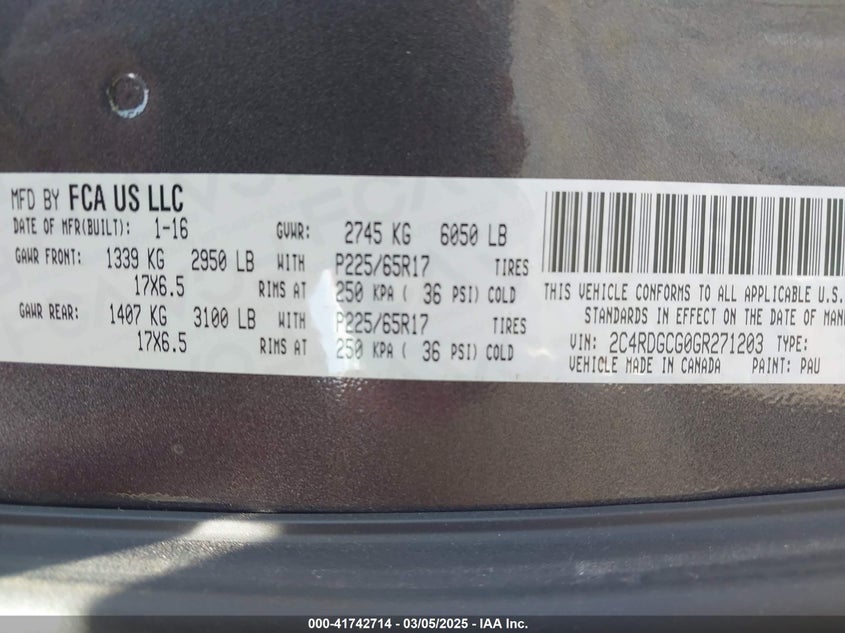 MFD BY FCA US LLC
DATE OF MFR(BUILT): 1-16 GVWR: 2745 KG 6050 LB
GAWR FRONT: 1339 KG 2950 LB WITH P225/65R17 TIRES
17X6.5 RIMS AT 250 KPA ( 36 PSI) COLD
GAWR REAR: 1407 KG 3100 LB WITH P225/65R17 TIRES
17X6.5 RIMS AT 250 KPA ( 36 PSI) COLD
THIS VEHICLE CONFORMS TO ALL APPLICABLE U.S.
STANDARDS IN EFFECT ON THE DATE OF MAN
VIN: 2C4RDGCG0GR271203 TYPE:
VEHICLE MADE IN CANADA PAINT: PAU
000-41742714 - 03/05/2025 - IAA Inc.